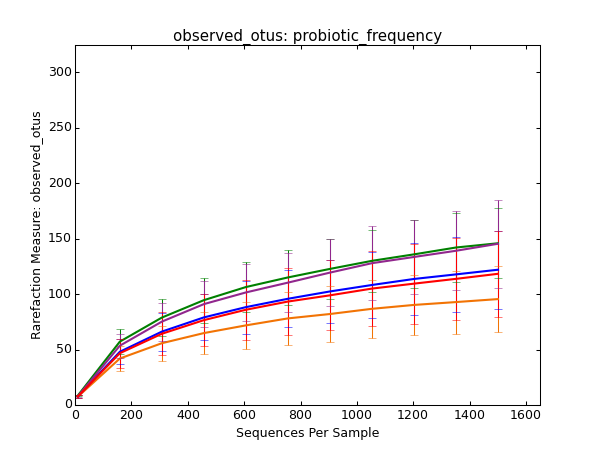 observed_otus: probiotic_frequency
Rarefaction Measure: observed_otus
300
250
200
150
100
50
0
0 200 400 600 800 1000 1200 1400 1600
Sequences Per Sample